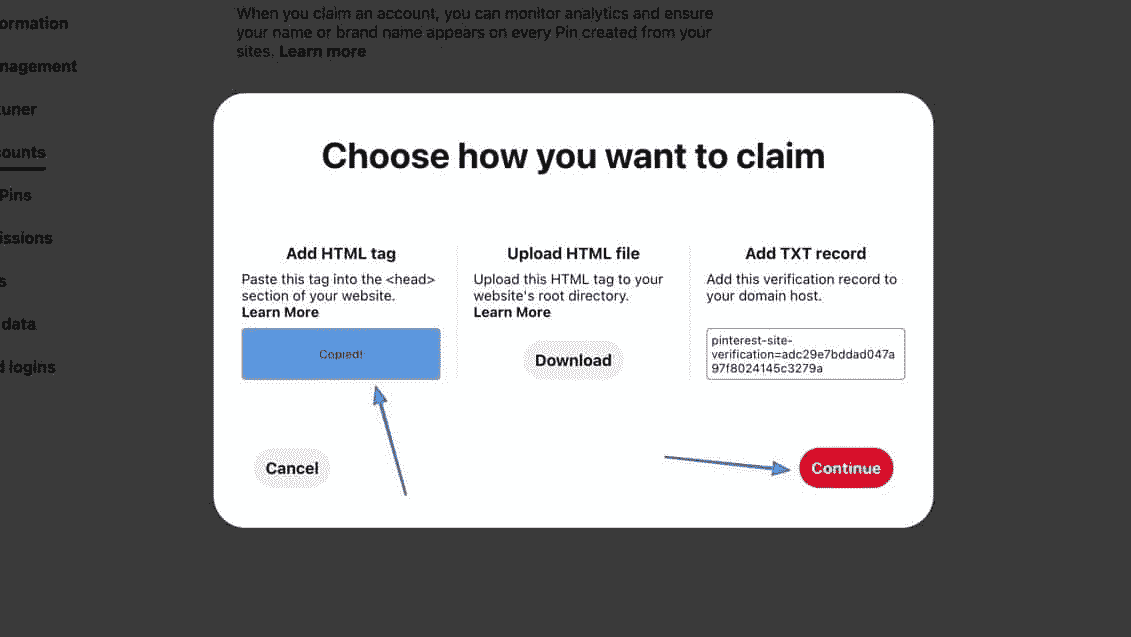 When you claim an account, you can monitor analytics and ensure
your name or brand name appears on every Pin created from your
sites. Learn more
ormation
nagement
kuner
counts
Pins
issions
s
data
d logins
Choose how you want to claim
Add HTML tag
Paste this tag into the <head>
section of your website.
Learn More
Copied!
Upload HTML file
Upload this HTML tag to your
website's root directory.
Learn More
Download
Add TXT record
Add this verification record to
your domain host.
pinterest-site-
verification=adc29e7bddad047a
97f8024145c3279a
Cancel
Continue